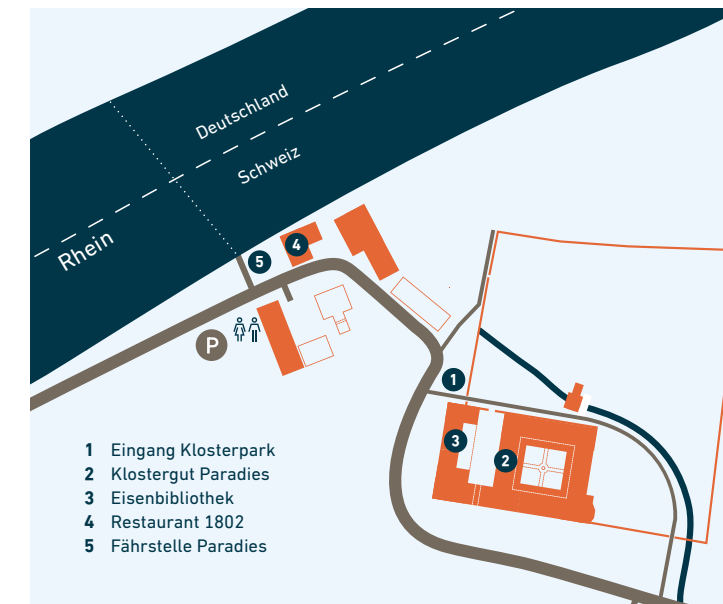 Deutschland
Schweiz
Rhein
4
5
P
1
3
2
1 Eingang Klosterpark
2 Klostergut Paradies
3 Eisenbibliothek
4 Restaurant 1802
5 Fährstelle Paradies